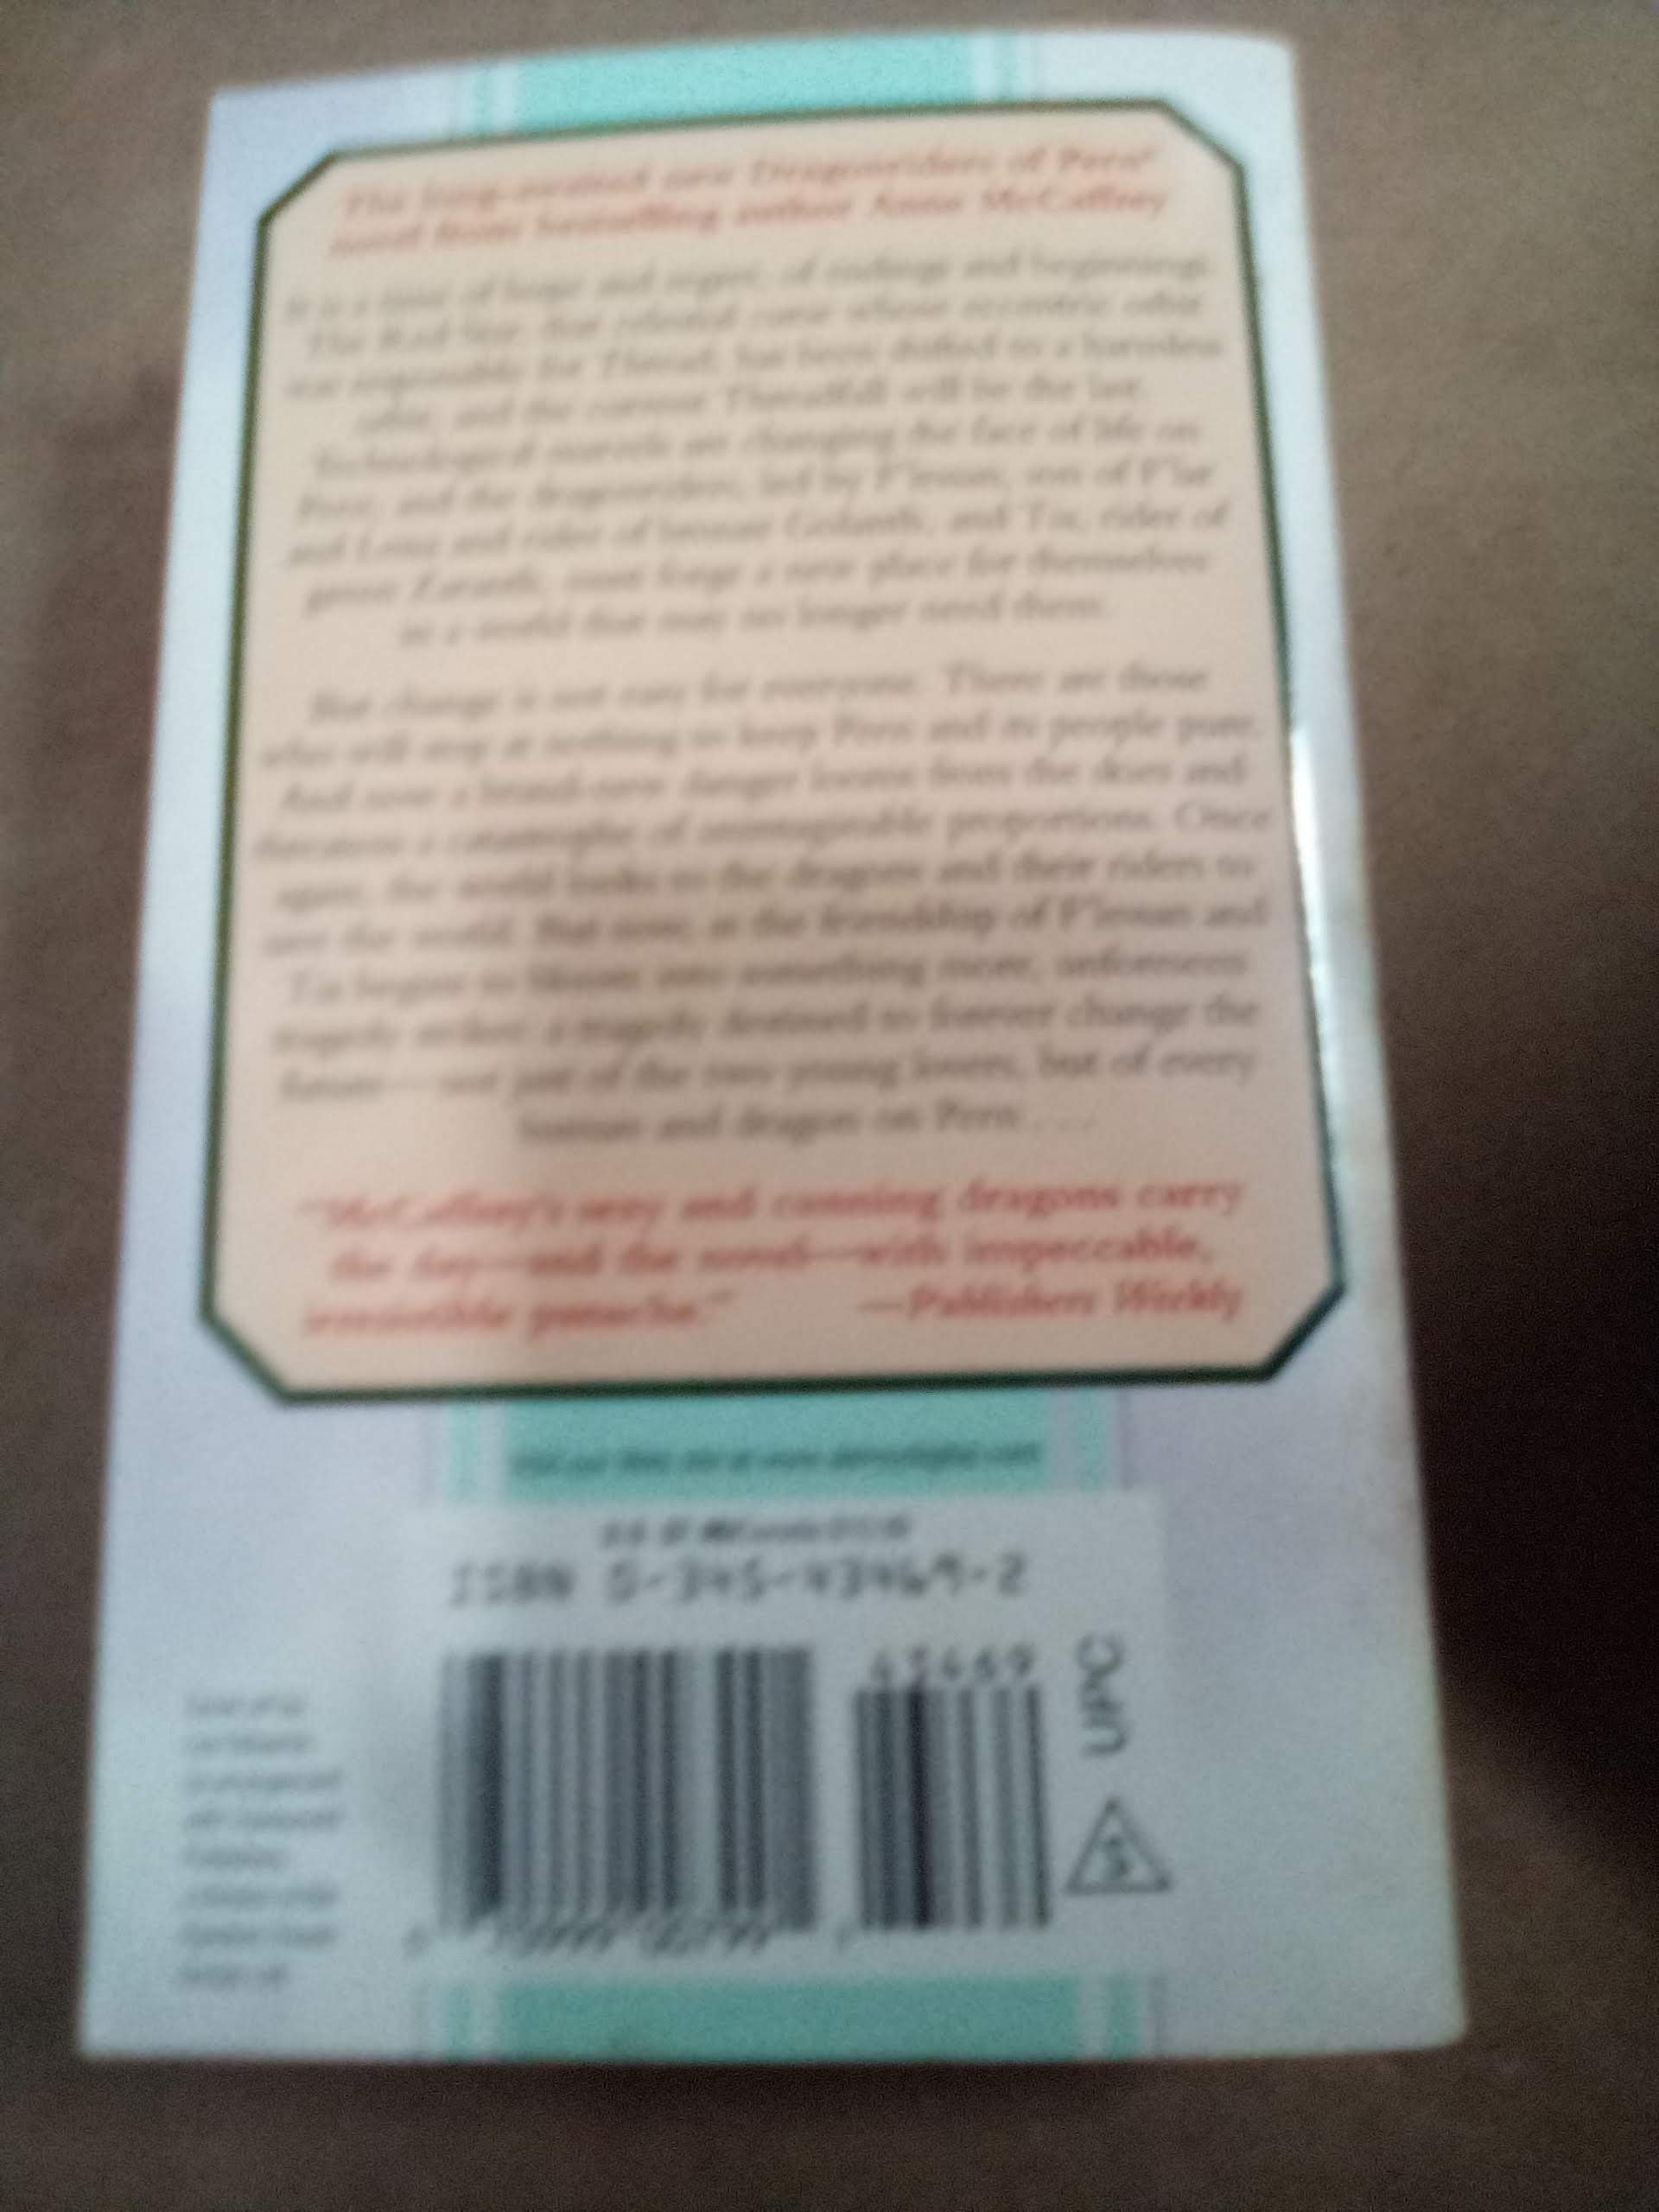 The long-awaited new Dragonriders of Pern®
novel from bestselling author Anne McCaffrey
It is a time of hope and regret, of endings and beginnings.
The Red Star, that celestial curse whose eccentric orbit
was responsible for Thread, has been shifted to a harmless
orbit, and the current Threadfall will be the last.
Technological marvels are changing the face of life on
Pern, and the dragonriders, led by F'lessan, son of F'lar
and Lessa and rider of bronze Golanth, and Tia, rider of
green Zaranth, must forge a new place for themselves
in a world that may no longer need them.
But change is not easy for everyone. There are those
who will stop at nothing to keep Pern and its people pure.
And now a brand-new danger looms from the skies and
threatens a catastrophe of unimaginable proportions. Once
again, the world looks to the dragons and their riders to
save the world. But now, as the friendship of F'lessan and
Tia begins to bloom into something more, unforeseen
tragedy strikes: a tragedy destined to forever change the
future—not just of the two young lovers, but of every
human and dragon on Pern . . . .
"McCaffrey's sexy and cunning dragons carry
the day—and the novel—with impeccable,
irresistible panache." —Publishers Weekly
Visit our Web site at
ISBN 0-345-43469-2
43469
UPC
S